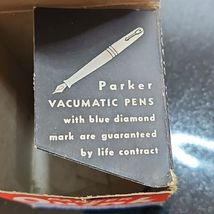 Parker
VACUMATIC PENS
with blue diamond
mark are guaranteed
by life contract